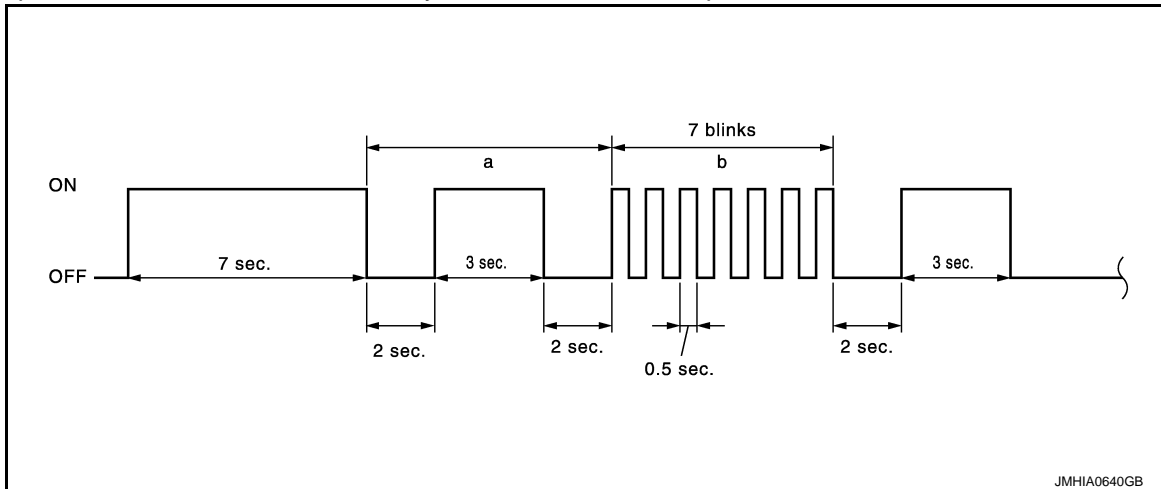 7 blinks
a
b
ON
OFF
7 sec.
3 sec.
3 sec.
2 sec.
2 sec.
2 sec.
0.5 sec.
JMHIA0640GB